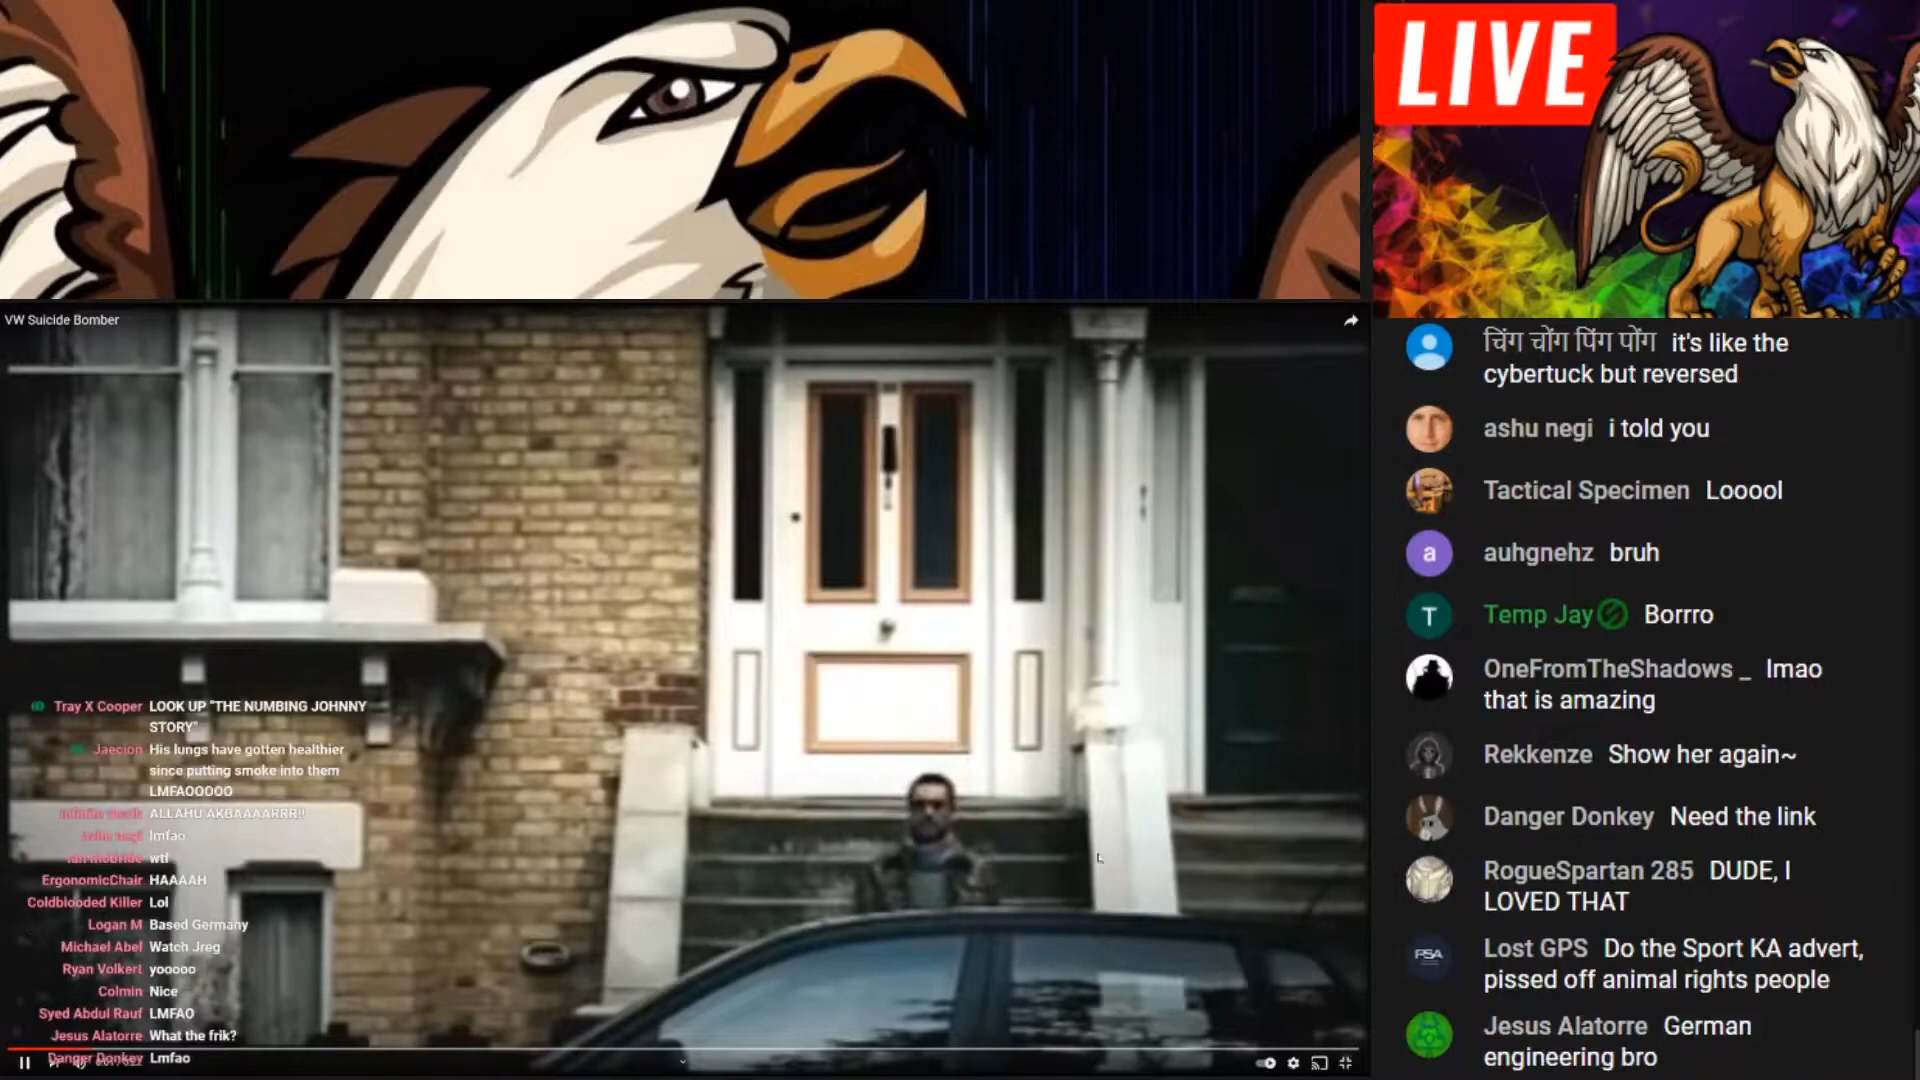 LIVE
VW Suicide Bomber
Tray X Cooper LOOK UP "THE NUMBING JOHNNY
STORY"
Jaecion His lungs have gotten healthier
since putting smoke into them
LMFAOOOOO
ALLAHU AKBAAAARRR!!
ashu negi lmfao
wtf
ErgonomicChair HAAAAH
Coldblooded Killer Lol
Logan M Based Germany
Michael Abel Watch Jreg
Ryan Volkert yooooo
Colmin Nice
Syed Abdul Rauf LMFAO
Jesus Alatorre What the frik?
Danger Donkey Lmfao
चिंग चोंग पिंग पोंग it's like the
cybertuck but reversed
ashu negi i told you
Tactical Specimen Looool
a
auhgnehz bruh
T
Temp Jay Borrro
OneFromTheShadows _ lmao
that is amazing
Rekkenze Show her again~
Danger Donkey Need the link
RogueSpartan 285 DUDE, I
LOVED THAT
PSA
Lost GPS Do the Sport KA advert,
pissed off animal rights people
Jesus Alatorre German
engineering bro